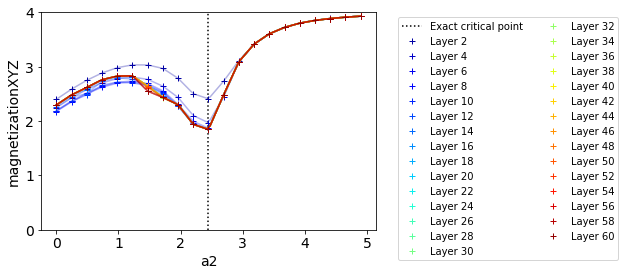 4
3
2
1
0
magnetizationXYZ
0
1
2
3
4
5
a2
Exact critical point
Layer 2
Layer 4
Layer 6
Layer 8
Layer 10
Layer 12
Layer 14
Layer 16
Layer 18
Layer 20
Layer 22
Layer 24
Layer 26
Layer 28
Layer 30
Layer 32
Layer 34
Layer 36
Layer 38
Layer 40
Layer 42
Layer 44
Layer 46
Layer 48
Layer 50
Layer 52
Layer 54
Layer 56
Layer 58
Layer 60